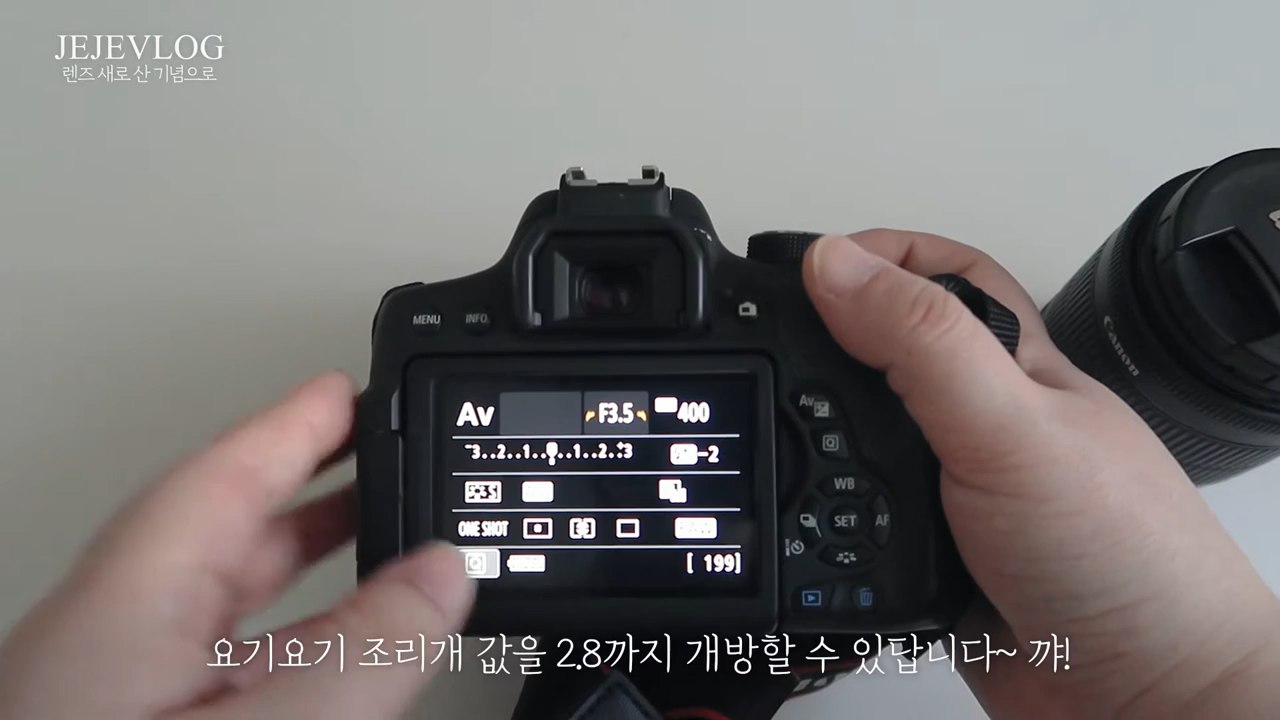 JEJEVLOG
렌즈 새로 산 기념으로
MENU
INFO.
Av
F3.5
400
-3..2..1..0..1..2.:+3
-2
ONE SHOT
Q
[ 199]
Av
Q
WB
SET
AF
Canon
요기요기 조리개 값을 2.8까지 개방할 수 있답니다~ 꺄!